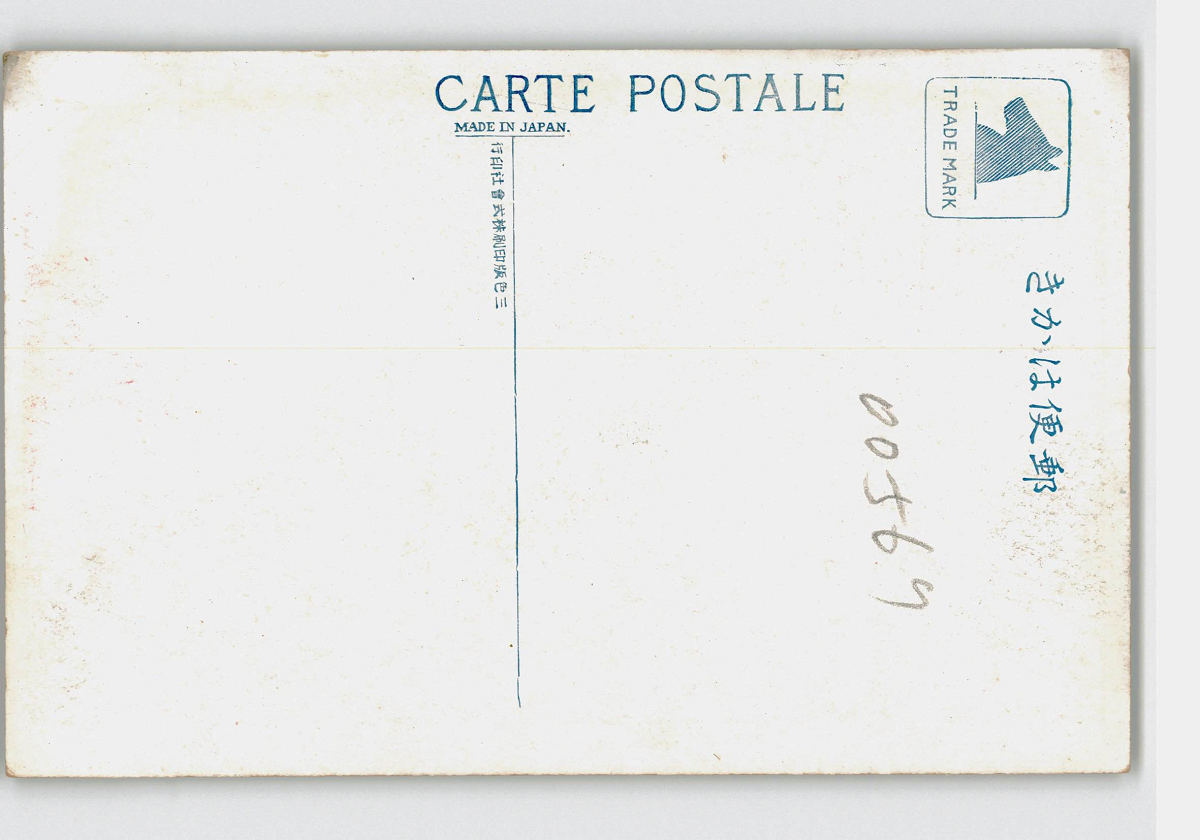 CARTE POSTALE
MADE IN JAPAN.
三色版印刷株式會社印行
TRADE MARK
郵便はかき
00569